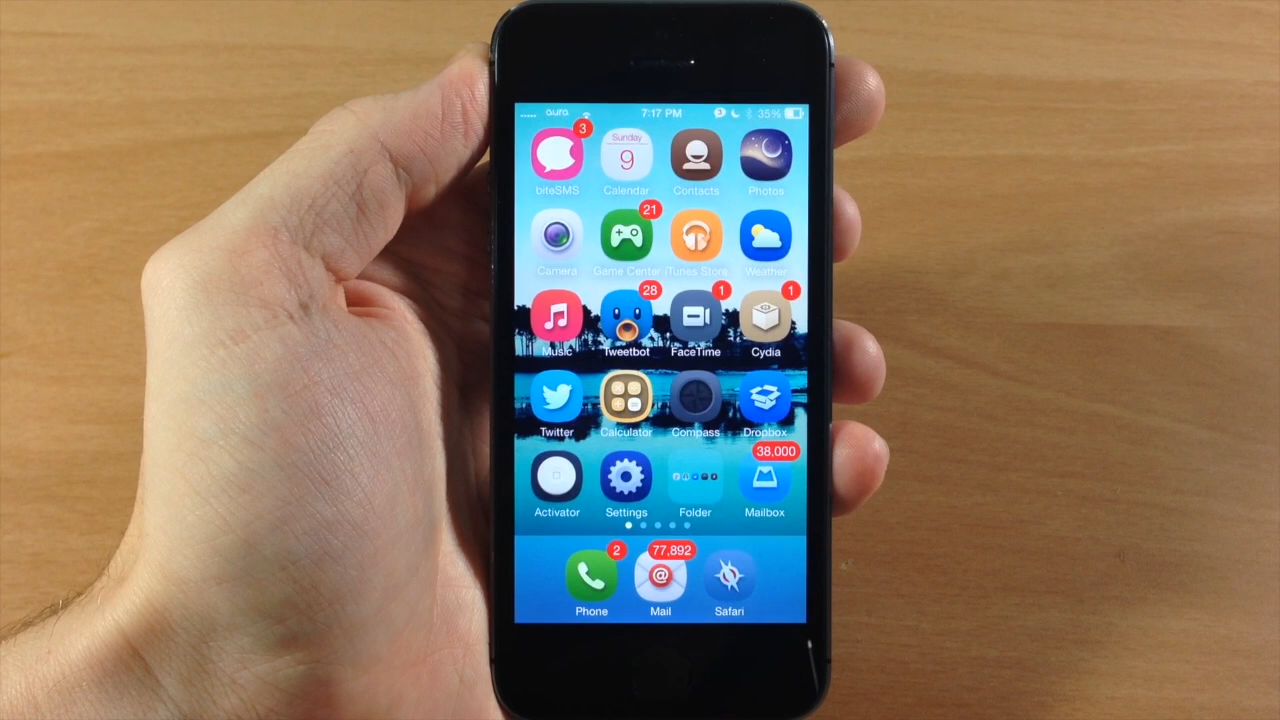 aura 7:17 PM 35%
3 Sunday
9
biteSMS Calendar Contacts Photos
21
Camera Game Center iTunes Store Weather
28 1 1
Music Tweetbot FaceTime Cydia
Twitter Calculator Compass Dropbox
38,000
Activator Settings Folder Mailbox
2 77,892
@
Phone Mail Safari